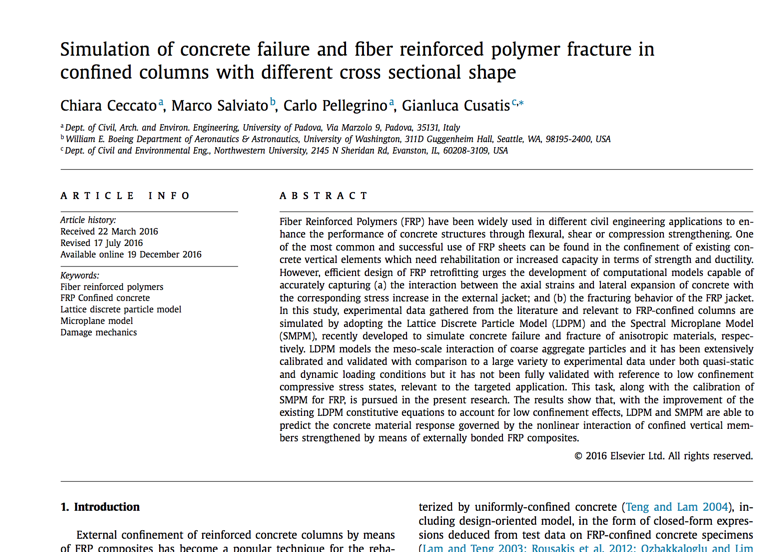 Simulation of concrete failure and fiber reinforced polymer fracture in
confined columns with different cross sectional shape
Chiara Ceccato a, Marco Salviato b, Carlo Pellegrino a, Gianluca Cusatis c,*
a Dept. of Civil, Arch. and Environ. Engineering, University of Padova, Via Marzolo 9, Padova, 35131, Italy
b William E. Boeing Department of Aeronautics & Astronautics, University of Washington, 311D Guggenheim Hall, Seattle, WA, 98195-2400, USA
c Dept. of Civil and Environmental Eng., Northwestern University, 2145 N Sheridan Rd, Evanston, IL, 60208-3109, USA
ARTICLE INFO
Article history:
Received 22 March 2016
Revised 17 July 2016
Available online 19 December 2016
Keywords:
Fiber reinforced polymers
FRP Confined concrete
Lattice discrete particle model
Microplane model
Damage mechanics
ABSTRACT
Fiber Reinforced Polymers (FRP) have been widely used in different civil engineering applications to en-
hance the performance of concrete structures through flexural, shear or compression strengthening. One
of the most common and successful use of FRP sheets can be found in the confinement of existing con-
crete vertical elements which need rehabilitation or increased capacity in terms of strength and ductility.
However, efficient design of FRP retrofitting urges the development of computational models capable of
accurately capturing (a) the interaction between the axial strains and lateral expansion of concrete with
the corresponding stress increase in the external jacket; and (b) the fracturing behavior of the FRP jacket.
In this study, experimental data gathered from the literature and relevant to FRP-confined columns are
simulated by adopting the Lattice Discrete Particle Model (LDPM) and the Spectral Microplane Model
(SMPM), recently developed to simulate concrete failure and fracture of anisotropic materials, respec-
tively. LDPM models the meso-scale interaction of coarse aggregate particles and it has been extensively
calibrated and validated with comparison to a large variety to experimental data under both quasi-static
and dynamic loading conditions but it has not been fully validated with reference to low confinement
compressive stress states, relevant to the targeted application. This task, along with the calibration of
SMPM for FRP, is pursued in the present research. The results show that, with the improvement of the
existing LDPM constitutive equations to account for low confinement effects, LDPM and SMPM are able to
predict the concrete material response governed by the nonlinear interaction of confined vertical mem-
bers strengthened by means of externally bonded FRP composites.
© 2016 Elsevier Ltd. All rights reserved.
1. Introduction
External confinement of reinforced concrete columns by means
of FRP composites has become a popular technique for the reha-
terized by uniformly-confined concrete (Teng and Lam 2004), in-
cluding design-oriented model, in the form of closed-form expres-
sions deduced from test data on FRP-confined concrete specimens
(Lam and Teng 2003; Rousakis et al. 2012; Ozbakkaloglu and Lim